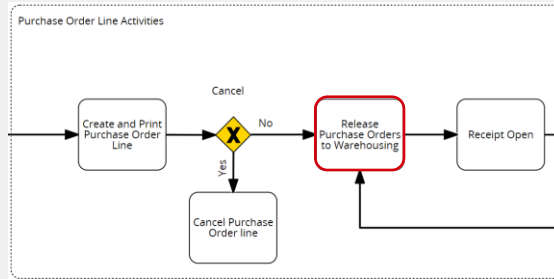 Purchase Order Line Activities
Cancel
Create and Print
Purchase Order
Line
No
Release
Purchase Orders
to Warehousing
Receipt Open
Yes
Cancel Purchase
Order line